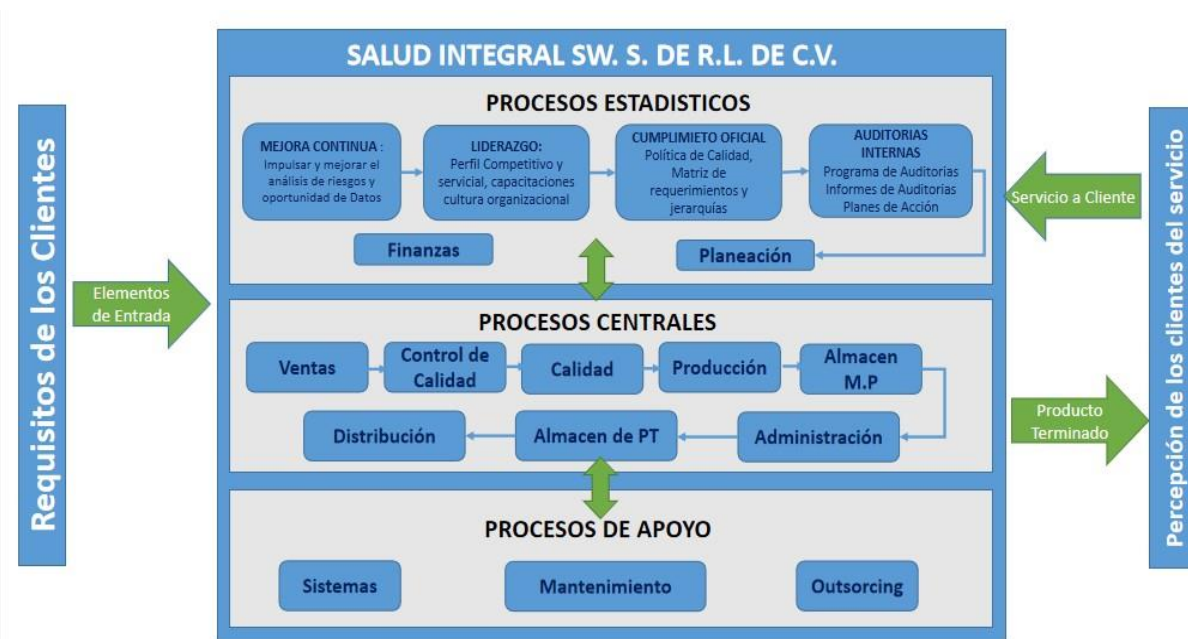 SALUD INTEGRAL SW. S. DE R.L. DE C.V.
Requisitos de los Clientes
Elementos
de Entrada
PROCESOS ESTADISTICOS
MEJORA CONTINUA :
Impulsar y mejorar el
análisis de riesgos y
oportunidad de Datos
LIDERAZGO:
Perfil Competitivo y
servicial, capacitaciones
cultura organizacional
CUMPLIMIETO OFICIAL
Política de Calidad,
Matriz de
requerimientos y
jerarquías
AUDITORIAS
INTERNAS
Programa de Auditorias
Informes de Auditorías
Planes de Acción
Finanzas
Planeación
PROCESOS CENTRALES
Ventas
Control de
Calidad
Calidad
Producción
Almacen
M.P
Distribución
Almacen de PT
Administración
PROCESOS DE APOYO
Sistemas
Mantenimiento
Outsorcing
Servicio a Cliente
Producto
Terminado
Percepción de los clientes del servicio